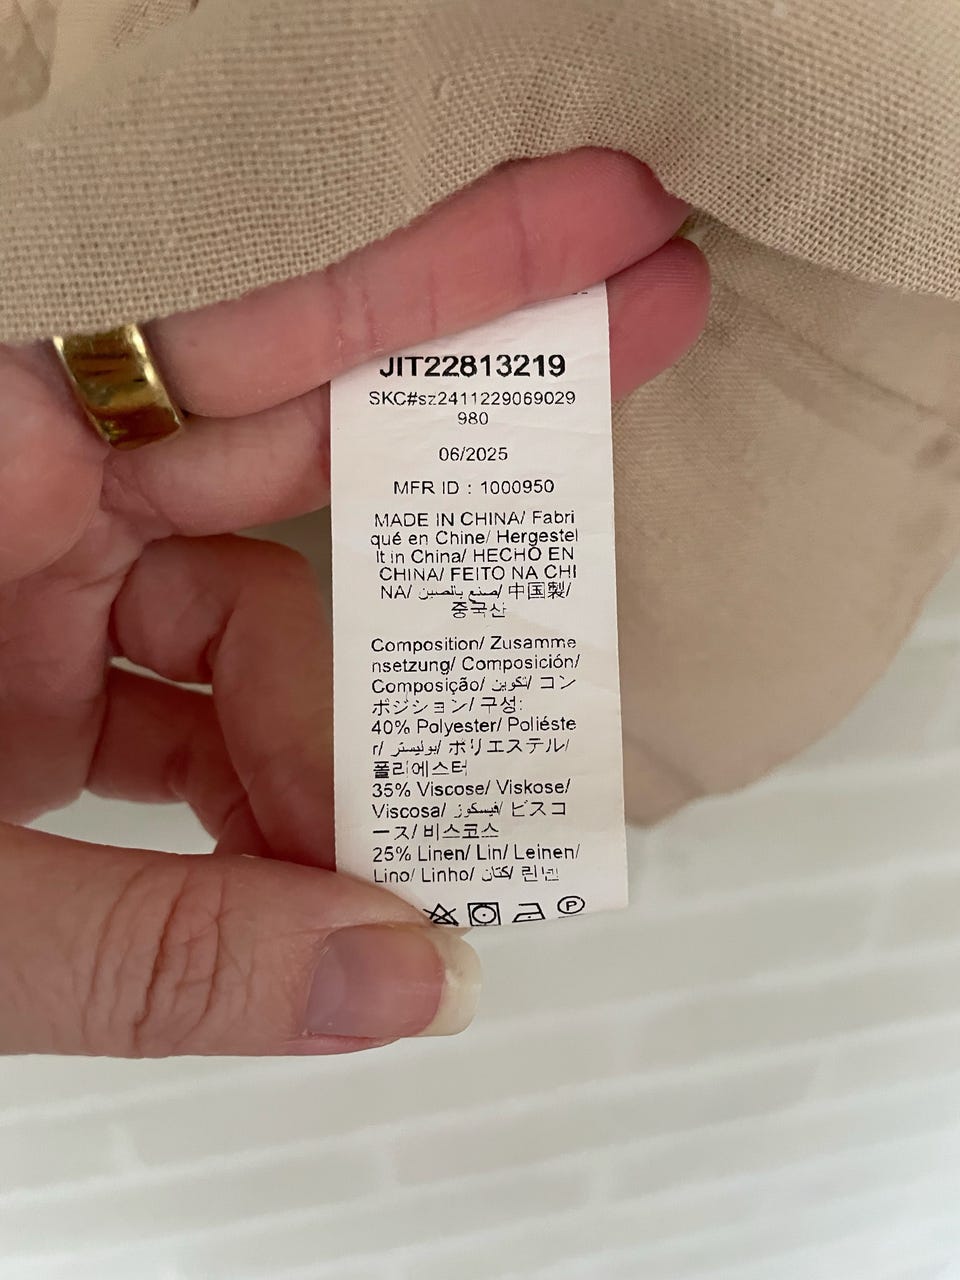 JIT22813219
SKC#sz2411229069029
980
06/2025
MFR ID : 1000950
MADE IN CHINA/ Fabri
qué en Chine/ Hergestel
lt in China/ HECHO EN
CHINA/ FEITO NA CHI
NA/ صنع بالصين/ 中国製/
중국산
Composition/ Zusamme
nsetzung/ Composición/
Composição/ تكوين/ コン
ポジション/ 구성:
40% Polyester/ Poliéste
r/ بوليستر/ ポリエステル/
폴리에스터
35% Viscose/ Viskose/
Viscosa/ فيسكوز/ ビスコ
ース/ 비스코스
25% Linen/ Lin/ Leinen/
Lino/ Linho/ كتان/ 린넨
P